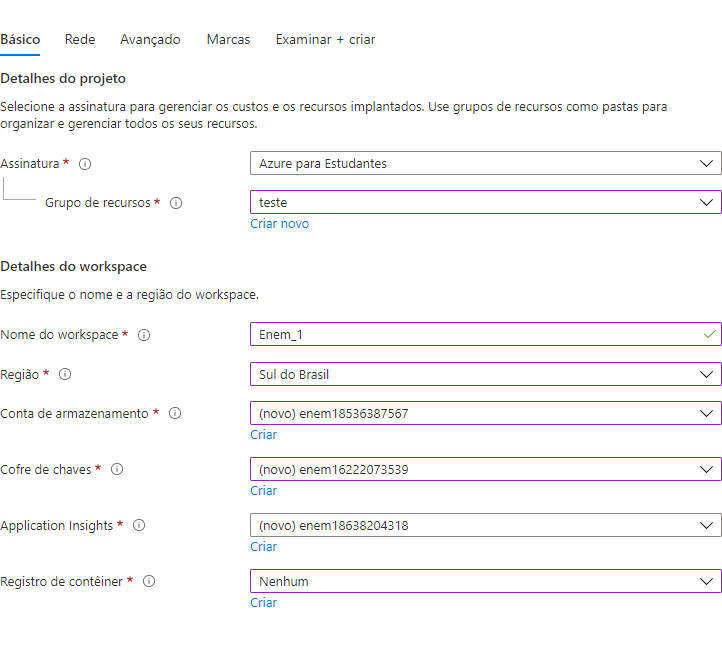 Básico Rede Avançado Marcas Examinar + criar
Detalhes do projeto
Selecione a assinatura para gerenciar os custos e os recursos implantados. Use grupos de recursos como pastas para
organizar e gerenciar todos os seus recursos.
Assinatura * Azure para Estudantes
Grupo de recursos * teste
Criar novo
Detalhes do workspace
Especifique o nome e a região do workspace.
Nome do workspace * Enem_1
Região * Sul do Brasil
Conta de armazenamento * (novo) enem18536387567
Criar
Cofre de chaves * (novo) enem16222073539
Criar
Application Insights * (novo) enem18638204318
Criar
Registro de contêiner * Nenhum
Criar